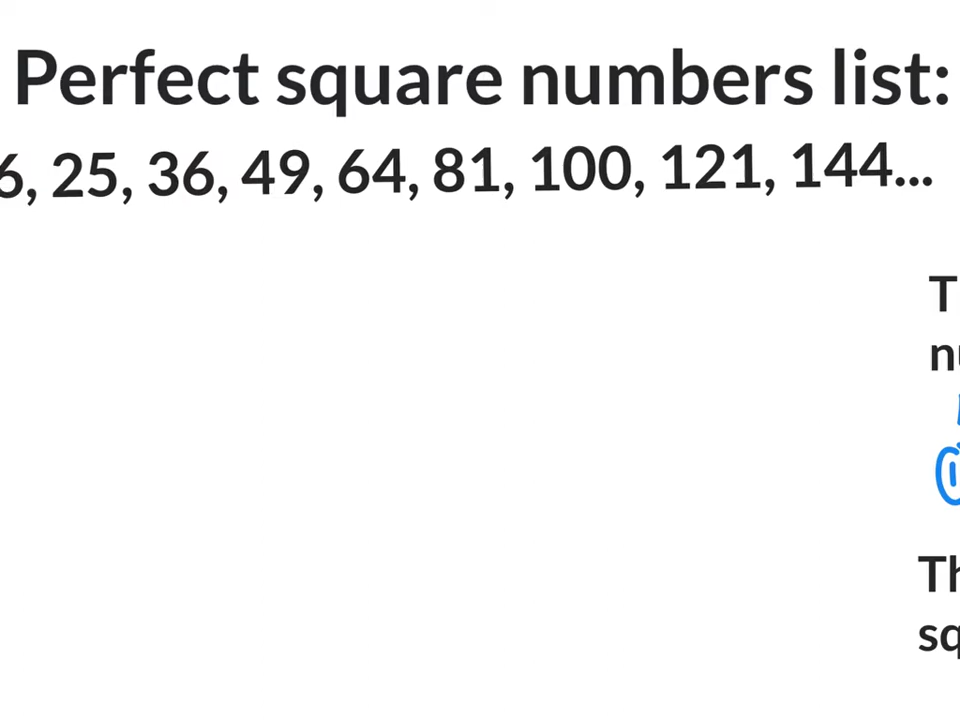 Perfect square numbers list:
6, 25, 36, 49, 64, 81, 100, 121, 144...